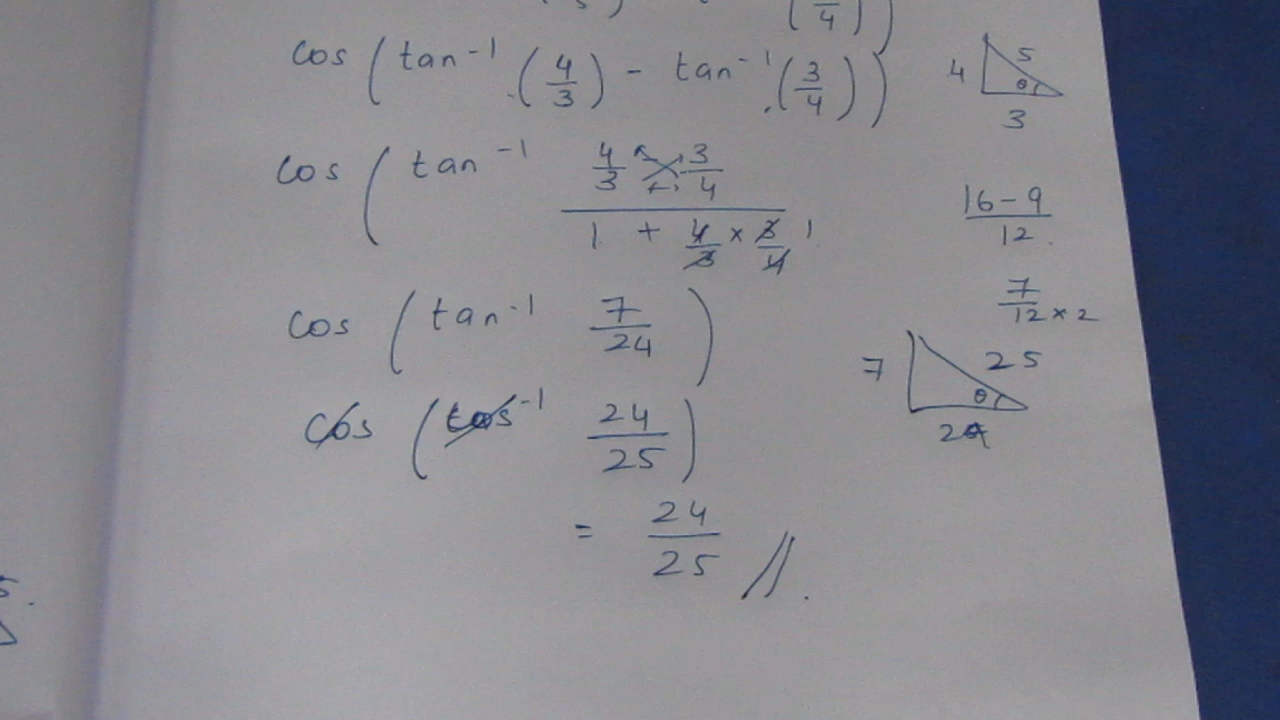 ( 4 ) )
cos ( tan⁻¹ ( 4/3 ) - tan⁻¹ ( 3/4 ) )
4 5 θ 3
cos ( tan⁻¹ 4/3 3/4
1 + 4/3 × 3/4 1
16 - 9 / 12
7/12 × 2
cos ( tan⁻¹ 7/24 )
7 25 θ 24
cos ( cos⁻¹ 24/25 )
= 24/25 //.